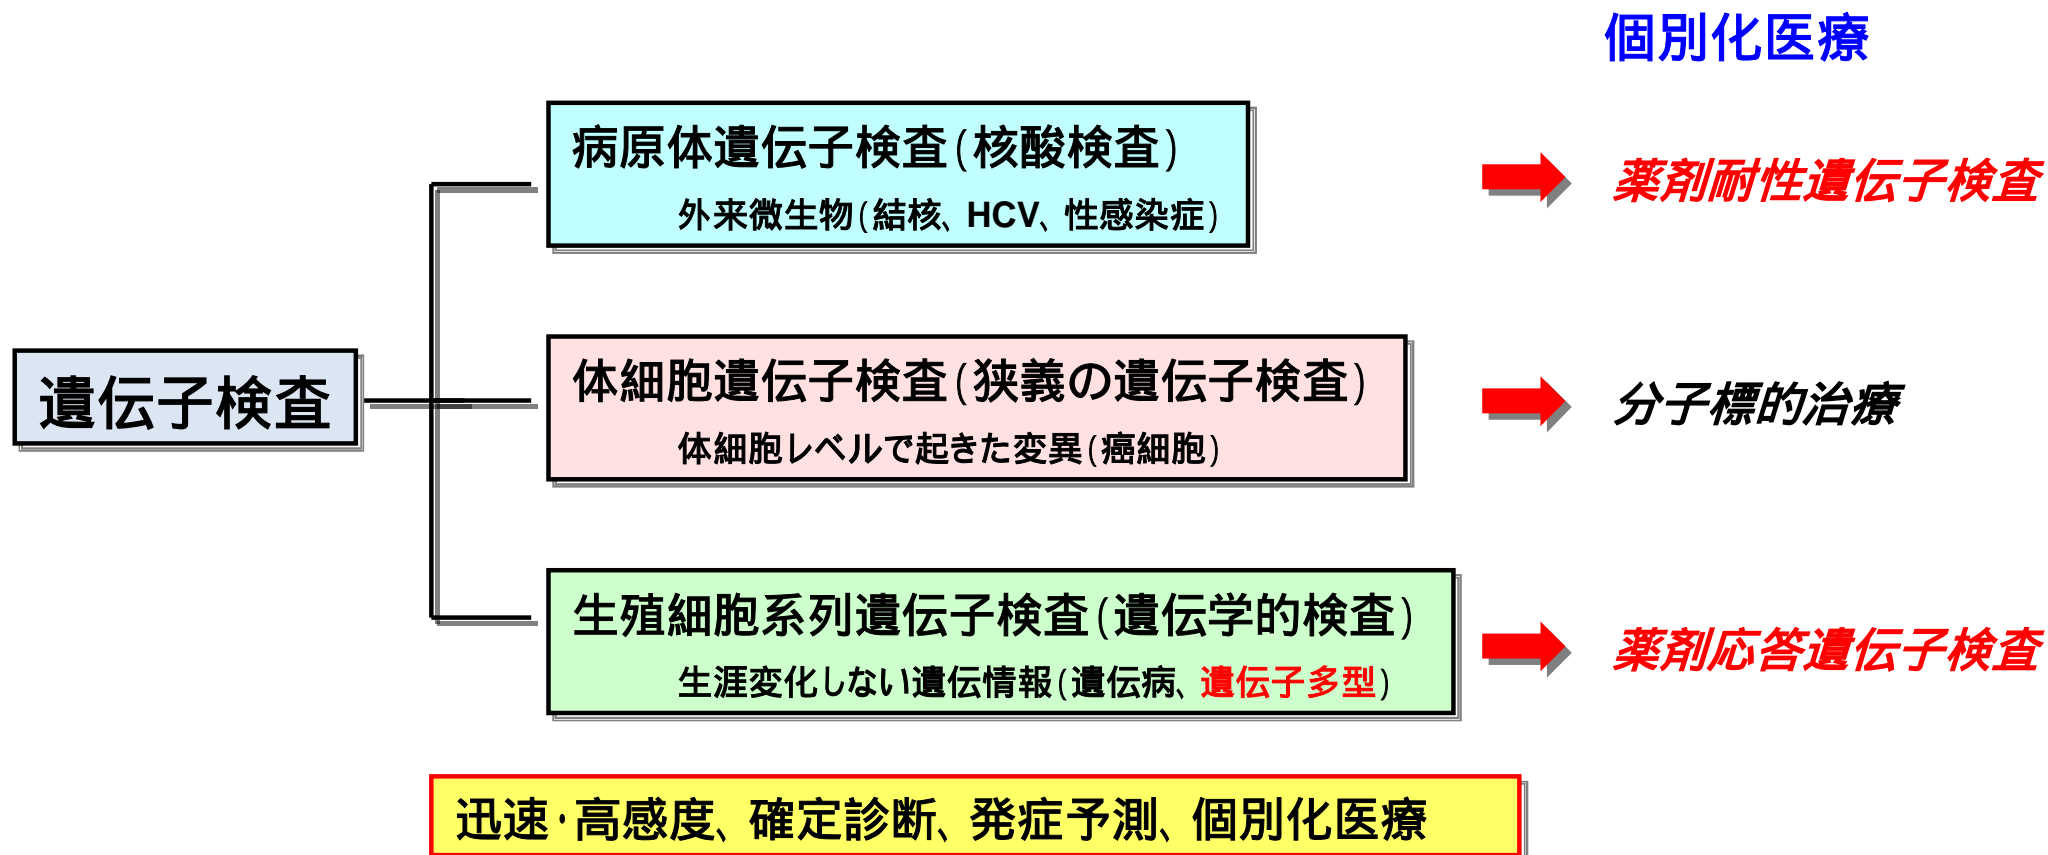 個別化医療
病原体遺伝子検査(核酸検査)
外来微生物(結核、HCV、性感染症)
薬剤耐性遺伝子検査
遺伝子検査
体細胞遺伝子検査(狭義の遺伝子検査)
体細胞レベルで起きた変異(癌細胞)
分子標的治療
生殖細胞系列遺伝子検査(遺伝学的検査)
生涯変化しない遺伝情報(遺伝病、遺伝子多型)
薬剤応答遺伝子検査
迅速・高感度、確定診断、発症予測、個別化医療